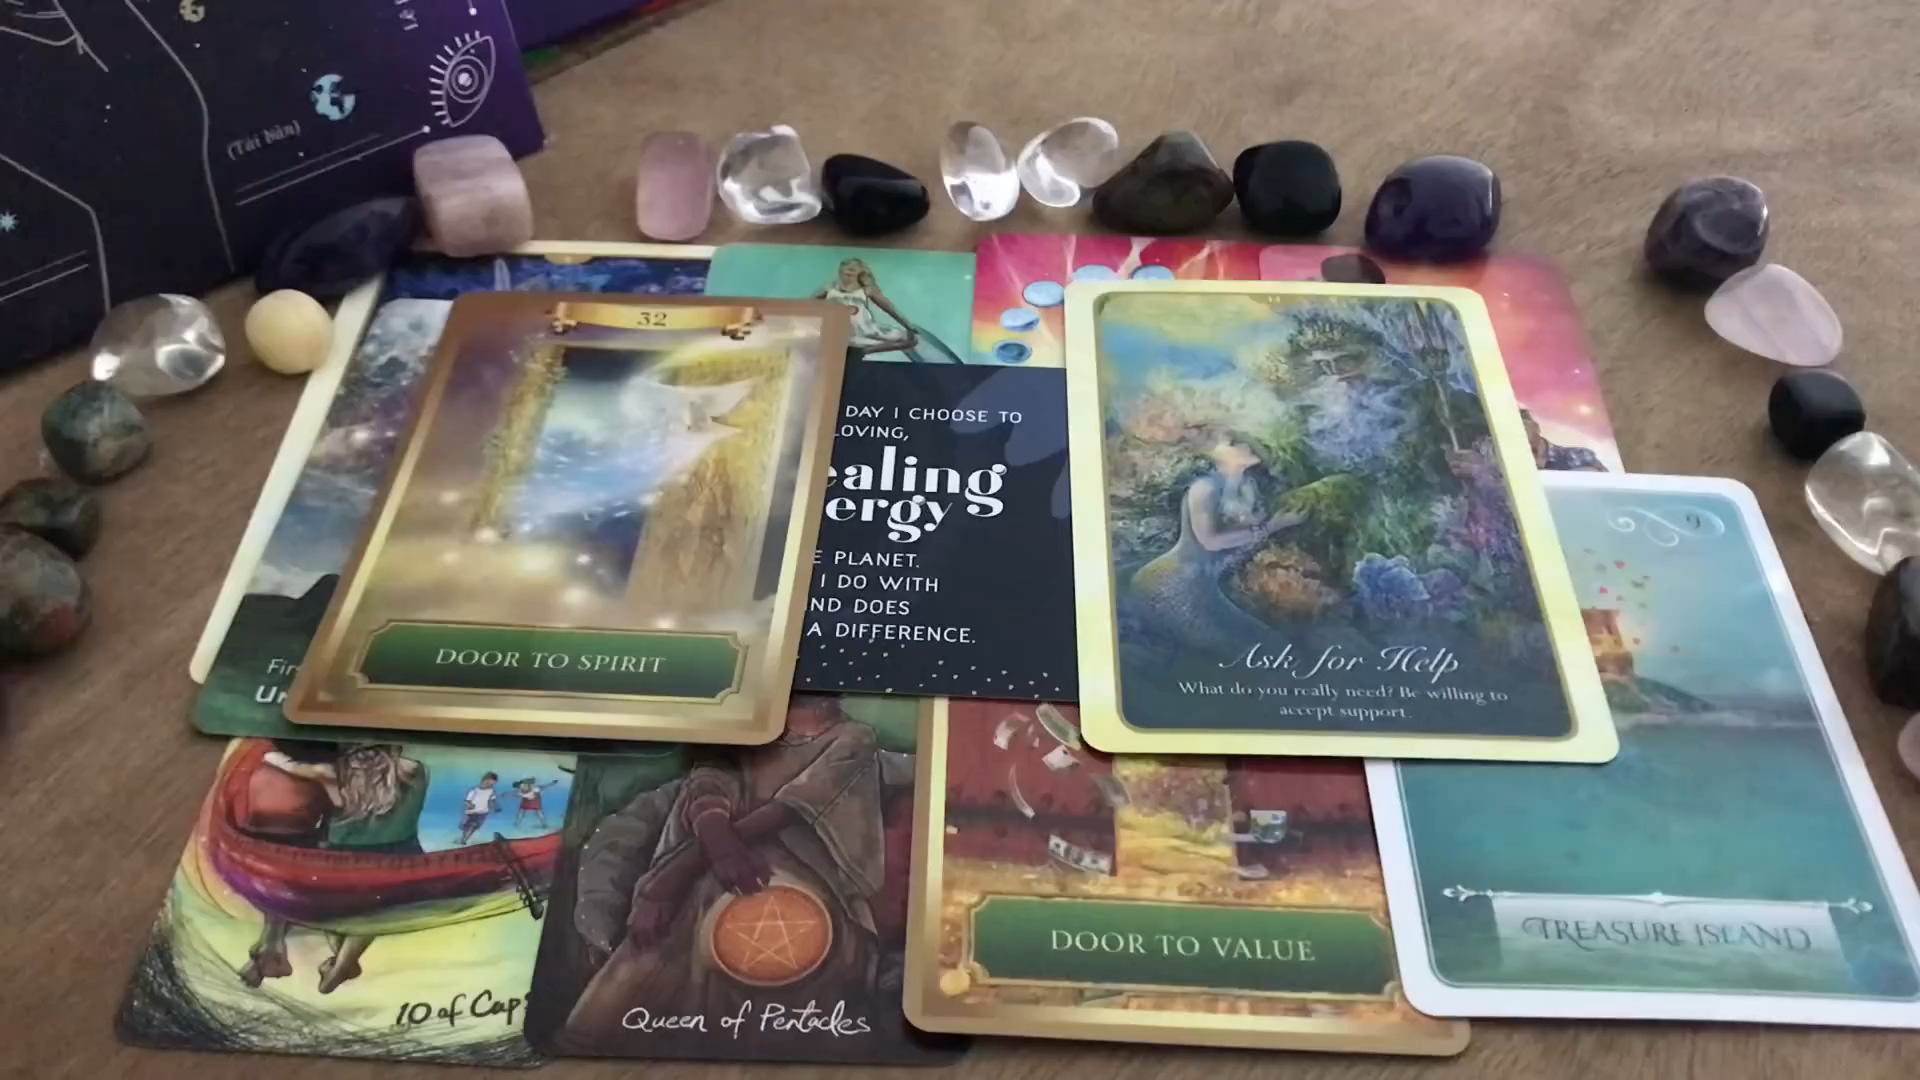 (Tái bản)
32
DAY I CHOOSE TO
LOVING,
ealing
ergy
E PLANET.
I DO WITH
ND DOES
A DIFFERENCE.
DOOR TO SPIRIT
Ask for Help
What do you really need? Be willing to
accept support.
9
TREASURE ISLAND
10 of Cup
Queen of Pentacles
DOOR TO VALUE